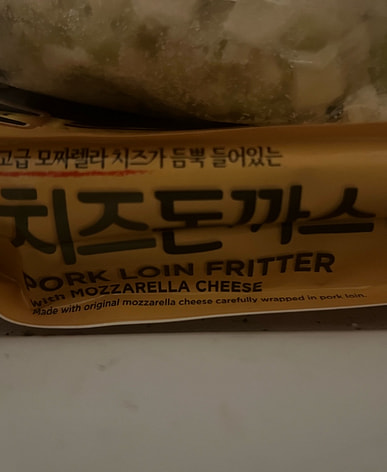 고급 모짜렐라 치즈가 듬뿍 들어있는
치즈돈까스
PORK LOIN FRITTER
with MOZZARELLA CHEESE
Made with original mozzarella cheese carefully wrapped in pork loin.